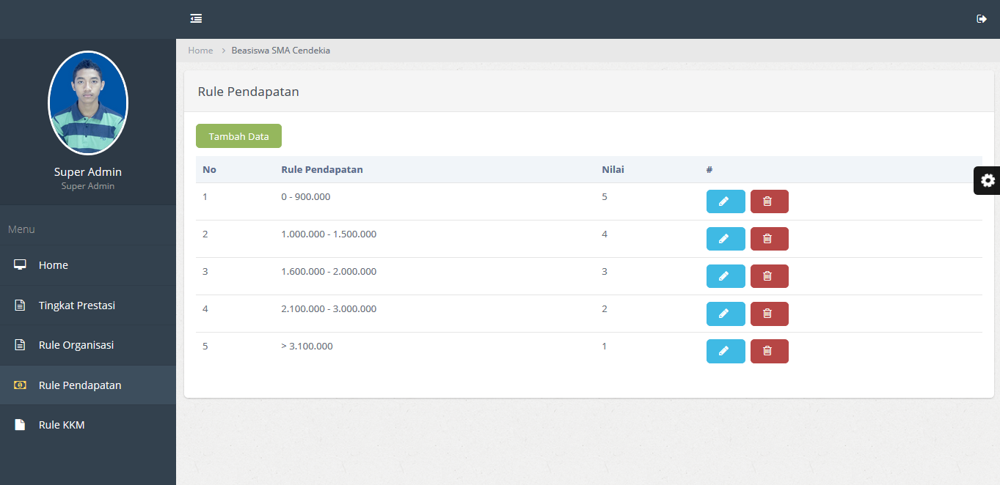 Home > Beasiswa SMA Cendekia
Super Admin
Super Admin
Menu
Home
Tingkat Prestasi
Rule Organisasi
Rule Pendapatan
Rule KKM
Rule Pendapatan
Tambah Data
No Rule Pendapatan Nilai #
1 0 - 900.000 5
2 1.000.000 - 1.500.000 4
3 1.600.000 - 2.000.000 3
4 2.100.000 - 3.000.000 2
5 > 3.100.000 1